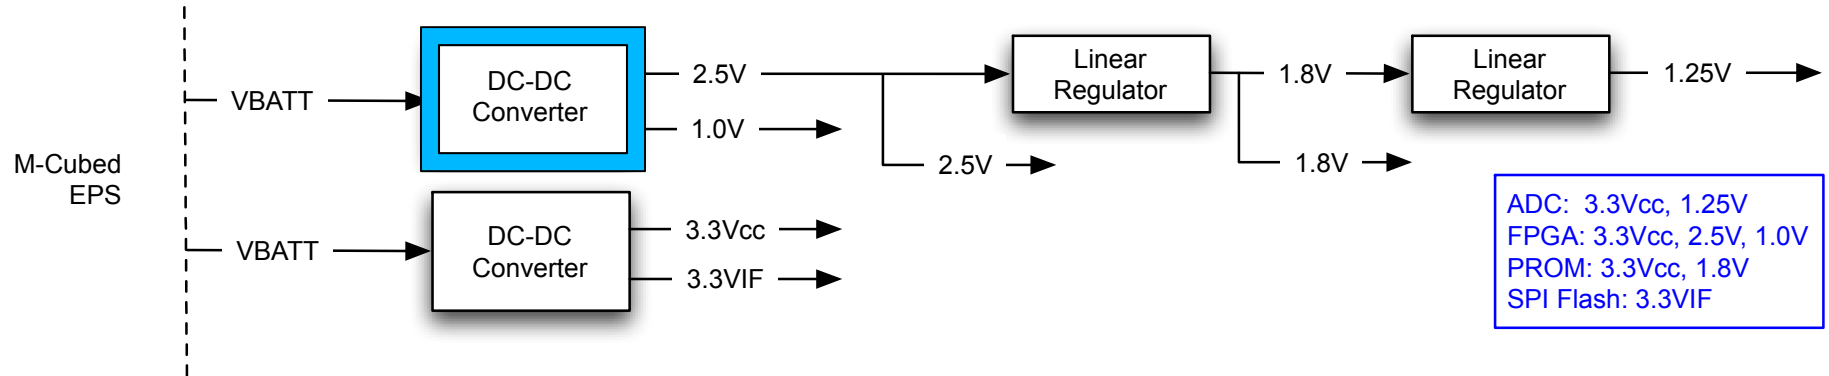 M-Cubed
EPS
VBATT
DC-DC
Converter
2.5V
1.0V
2.5V
Linear
Regulator
1.8V
1.8V
Linear
Regulator
1.25V
VBATT
DC-DC
Converter
3.3Vcc
3.3VIF
ADC:  3.3Vcc, 1.25V
FPGA: 3.3Vcc, 2.5V, 1.0V
PROM: 3.3Vcc, 1.8V
SPI Flash: 3.3VIF